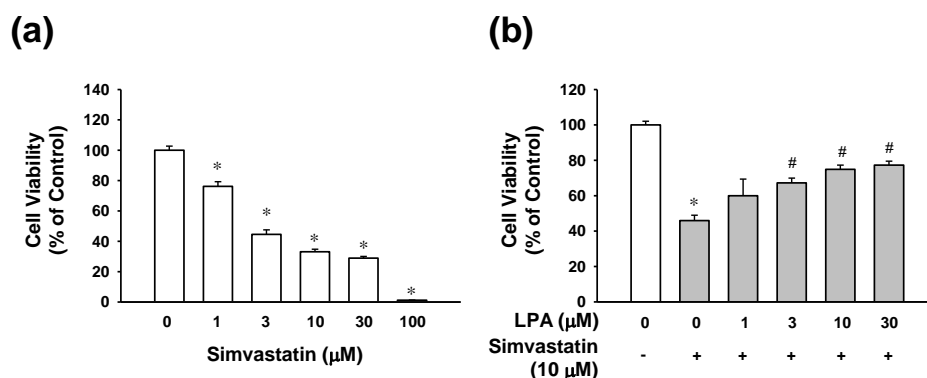 (a)
Cell Viability
(% of Control)
140
120
100
80
60
40
20
0
*
*
*
*
*
0 1 3 10 30 100
Simvastatin (μM)
(b)
Cell Viability
(% of Control)
120
100
80
60
40
20
0
*
#
#
#
LPA (μM) 0 0 1 3 10 30
Simvastatin - + + + + +
(10 μM)